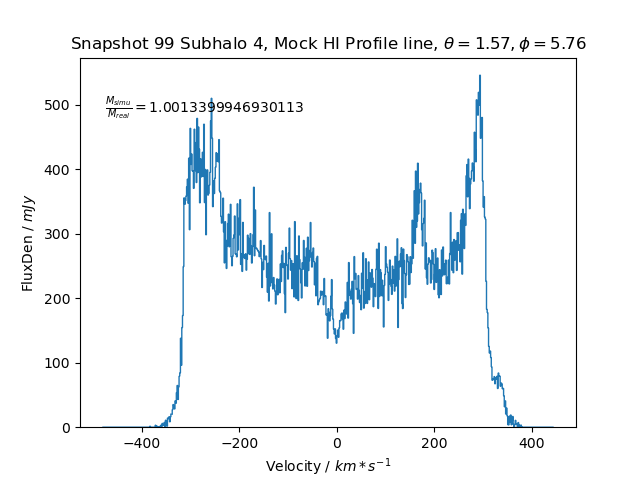 Snapshot 99 Subhalo 4, Mock HI Profile line, θ = 1.57, ϕ = 5.76
M_simu/M_real = 1.0013399946930113
FluxDen / mJy
500
400
300
200
100
0
−400
−200
0
200
400
Velocity / km * s⁻¹